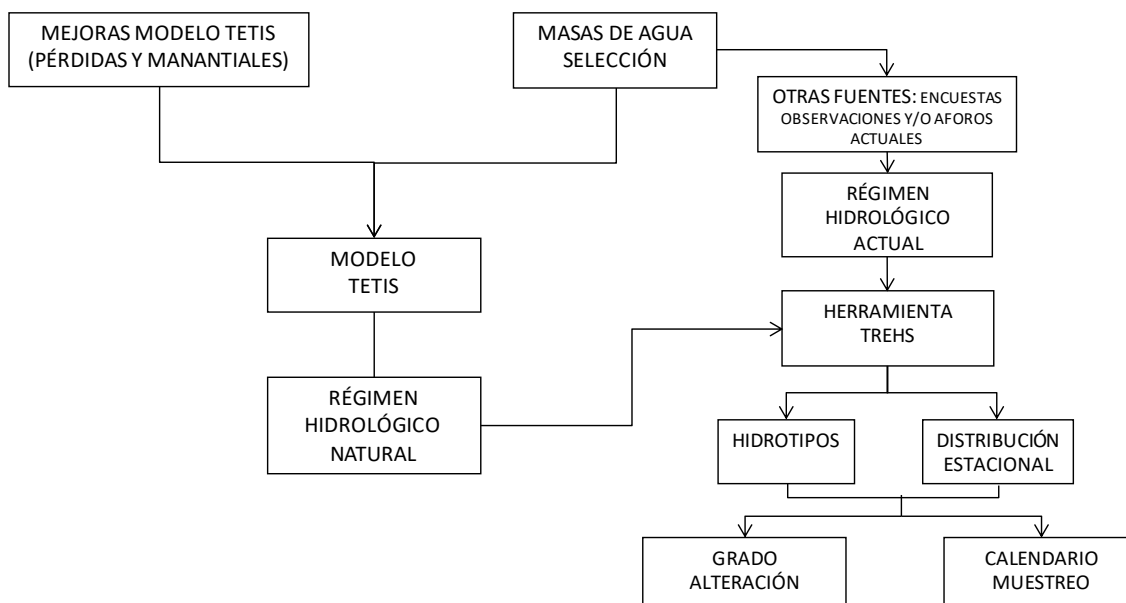 MEJORAS MODELO TETIS
(PÉRDIDAS Y MANANTIALES)
MASAS DE AGUA
SELECCIÓN
OTRAS FUENTES: ENCUESTAS
OBSERVACIONES Y/O AFOROS
ACTUALES
RÉGIMEN
HIDROLÓGICO
ACTUAL
MODELO
TETIS
HERRAMIENTA
TREHS
RÉGIMEN
HIDROLÓGICO
NATURAL
HIDROTIPOS
DISTRIBUCIÓN
ESTACIONAL
GRADO
ALTERACIÓN
CALENDARIO
MUESTREO